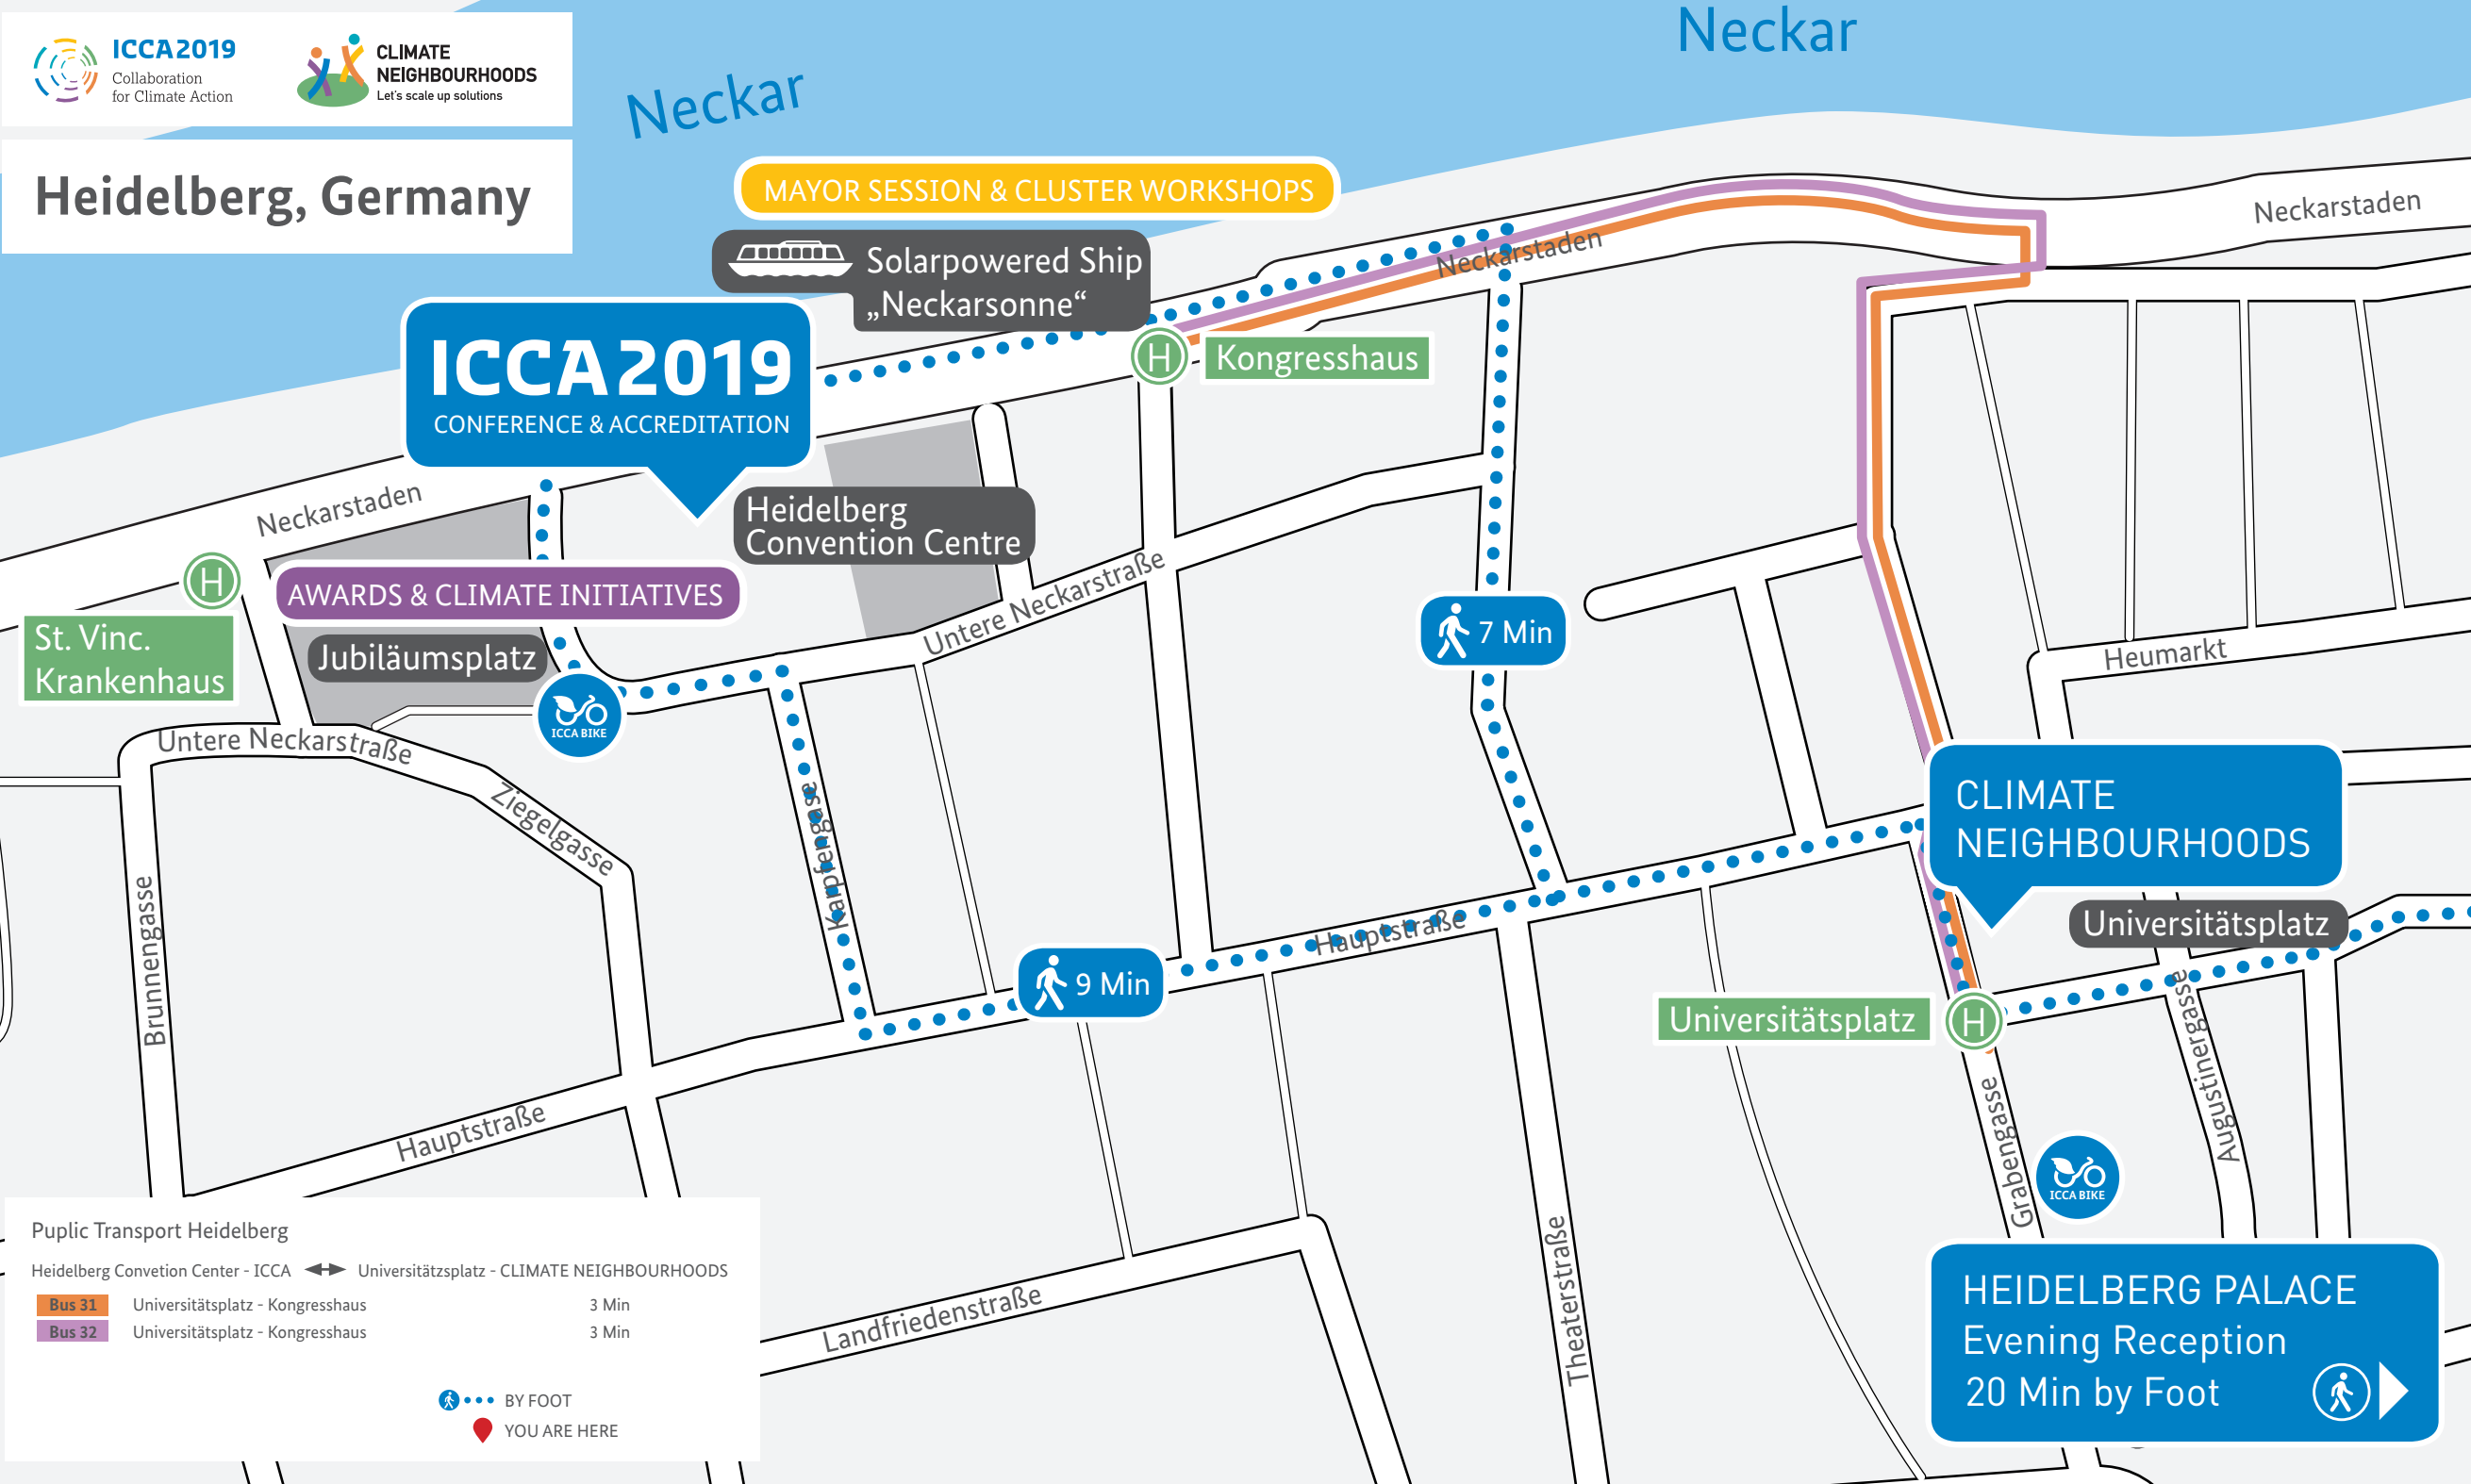 ICCA2019
Collaboration
for Climate Action
CLIMATE
NEIGHBOURHOODS
Let's scale up solutions
Heidelberg, Germany
Neckar
Neckar
MAYOR SESSION & CLUSTER WORKSHOPS
Solarpowered Ship
„Neckarsonne“
Neckarstaden
Neckarstaden
ICCA2019
CONFERENCE & ACCREDITATION
H
Kongresshaus
Neckarstaden
Heidelberg
Convention Centre
H
St. Vinc.
Krankenhaus
AWARDS & CLIMATE INITIATIVES
Jubiläumsplatz
Untere Neckarstraße
7 Min
Heumarkt
ICCA BIKE
Untere Neckarstraße
Ziegelgasse
Kandengasse
Brunnengasse
CLIMATE
NEIGHBOURHOODS
Universitätsplatz
Hauptstraße
9 Min
Universitätsplatz
H
Augustinergasse
Grabengasse
ICCA BIKE
Hauptstraße
Theaterstraße
Landfriedenstraße
HEIDELBERG PALACE
Evening Reception
20 Min by Foot
Puplic Transport Heidelberg
Heidelberg Convetion Center - ICCA Universitätzsplatz - CLIMATE NEIGHBOURHOODS
Bus 31 Universitätsplatz - Kongresshaus 3 Min
Bus 32 Universitätsplatz - Kongresshaus 3 Min
BY FOOT
YOU ARE HERE